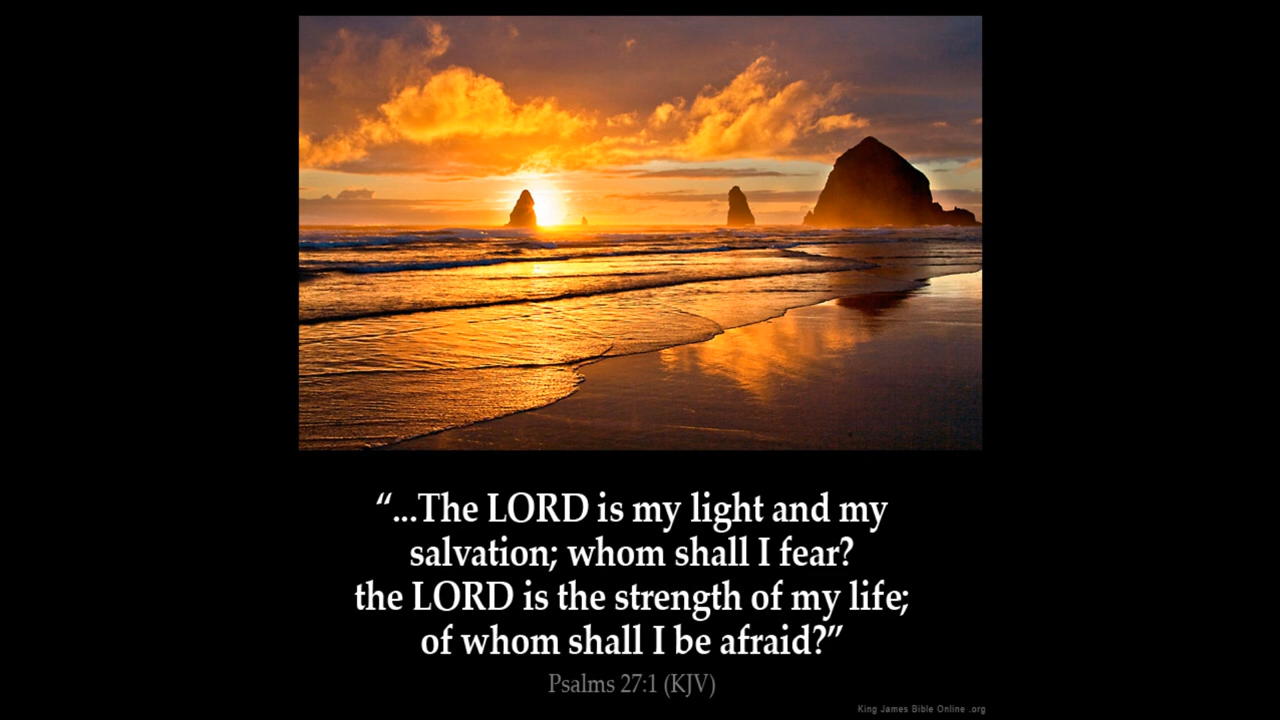 “...The LORD is my light and my
salvation; whom shall I fear?
the LORD is the strength of my life;
of whom shall I be afraid?”
Psalms 27:1 (KJV)
King James Bible Online .org